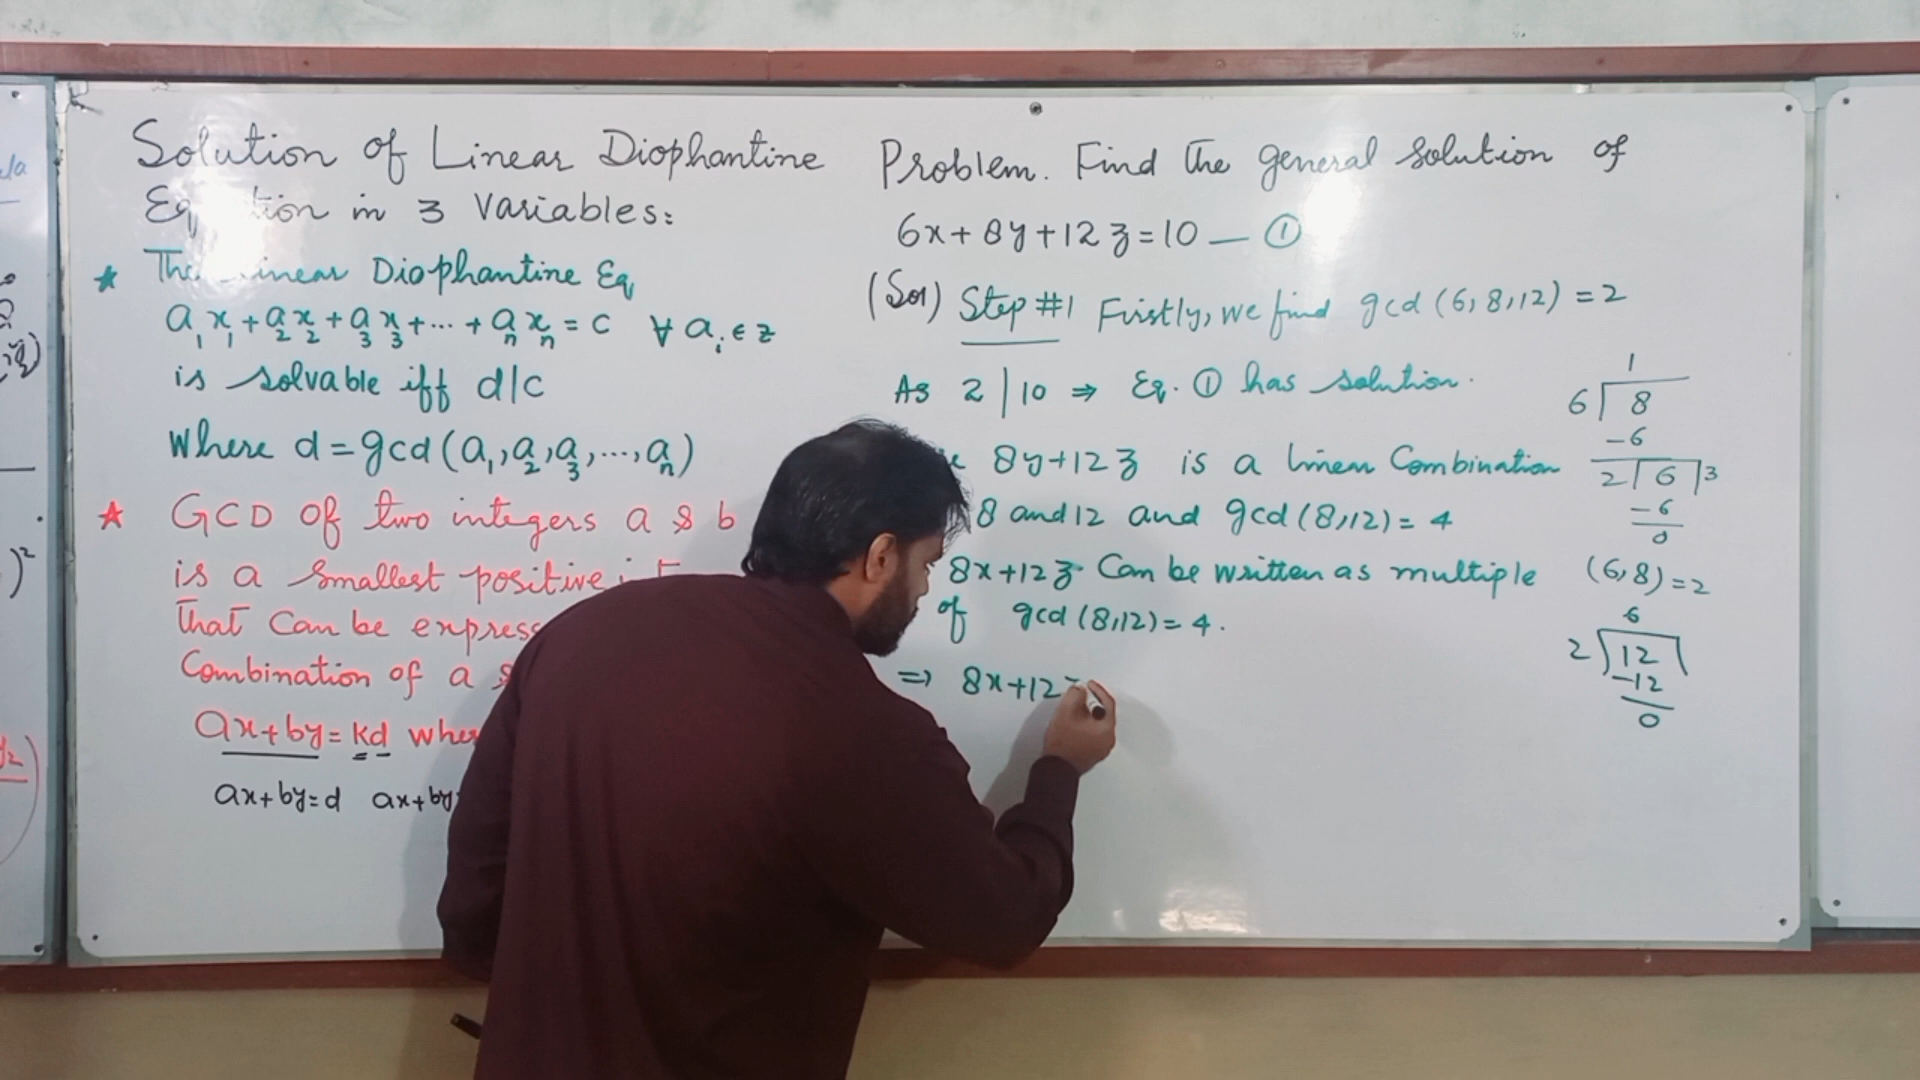 Solution of Linear Diophantine
Eq tion in 3 Variables:
★ The Linear Diophantine Eq
a₁x₁+a₂x₂+a₃x₃+...+aₙxₙ=c ∀ aᵢ ∈ z
is solvable iff d|c
Where d=gcd(a₁,a₂,a₃,...,aₙ)
★ GCD of two integers a & b
is a smallest positive
That Can be express
Combination of a &
ax+by=kd wher
ax+by=d ax+by
Problem. Find the general solution of
6x+8y+12z=10 — ①
(Sol) Step #1 Firstly, we find gcd(6,8,12)=2
As 2|10 ⇒ Eq. ① has solution.
8y+12z is a linear Combination
8 and 12 and gcd(8,12)=4
8x+12z Can be written as multiple
of gcd(8,12)=4.
⇒ 8x+12
1
6 8
-6
2 6 3
-6
0
(6,8)=2
6
2 12
-12
0